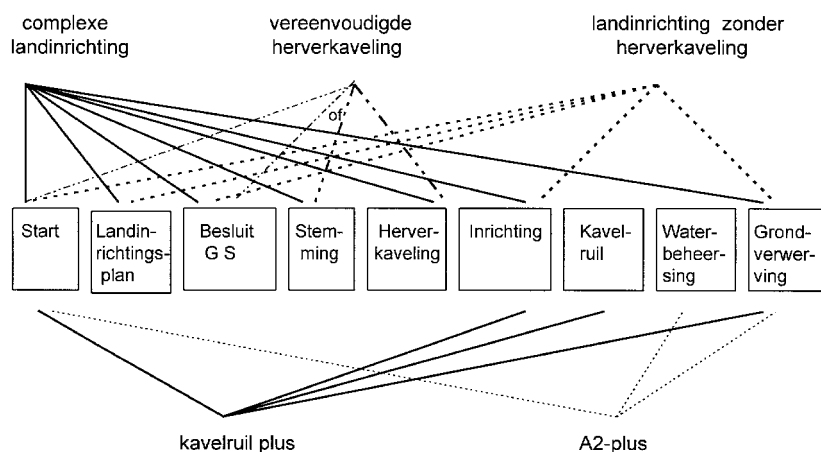 complexe
landinrichting
vereenvoudigde
herverkaveling
landinrichting zonder
herverkaveling
of
Start
Landin-
richtings-
plan
Besluit
G S
Stem-
ming
Herver-
kaveling
Inrichting
Kavel-
ruil
Water-
beheer-
sing
Grond-
verwer-
ving
kavelruil plus
A2-plus